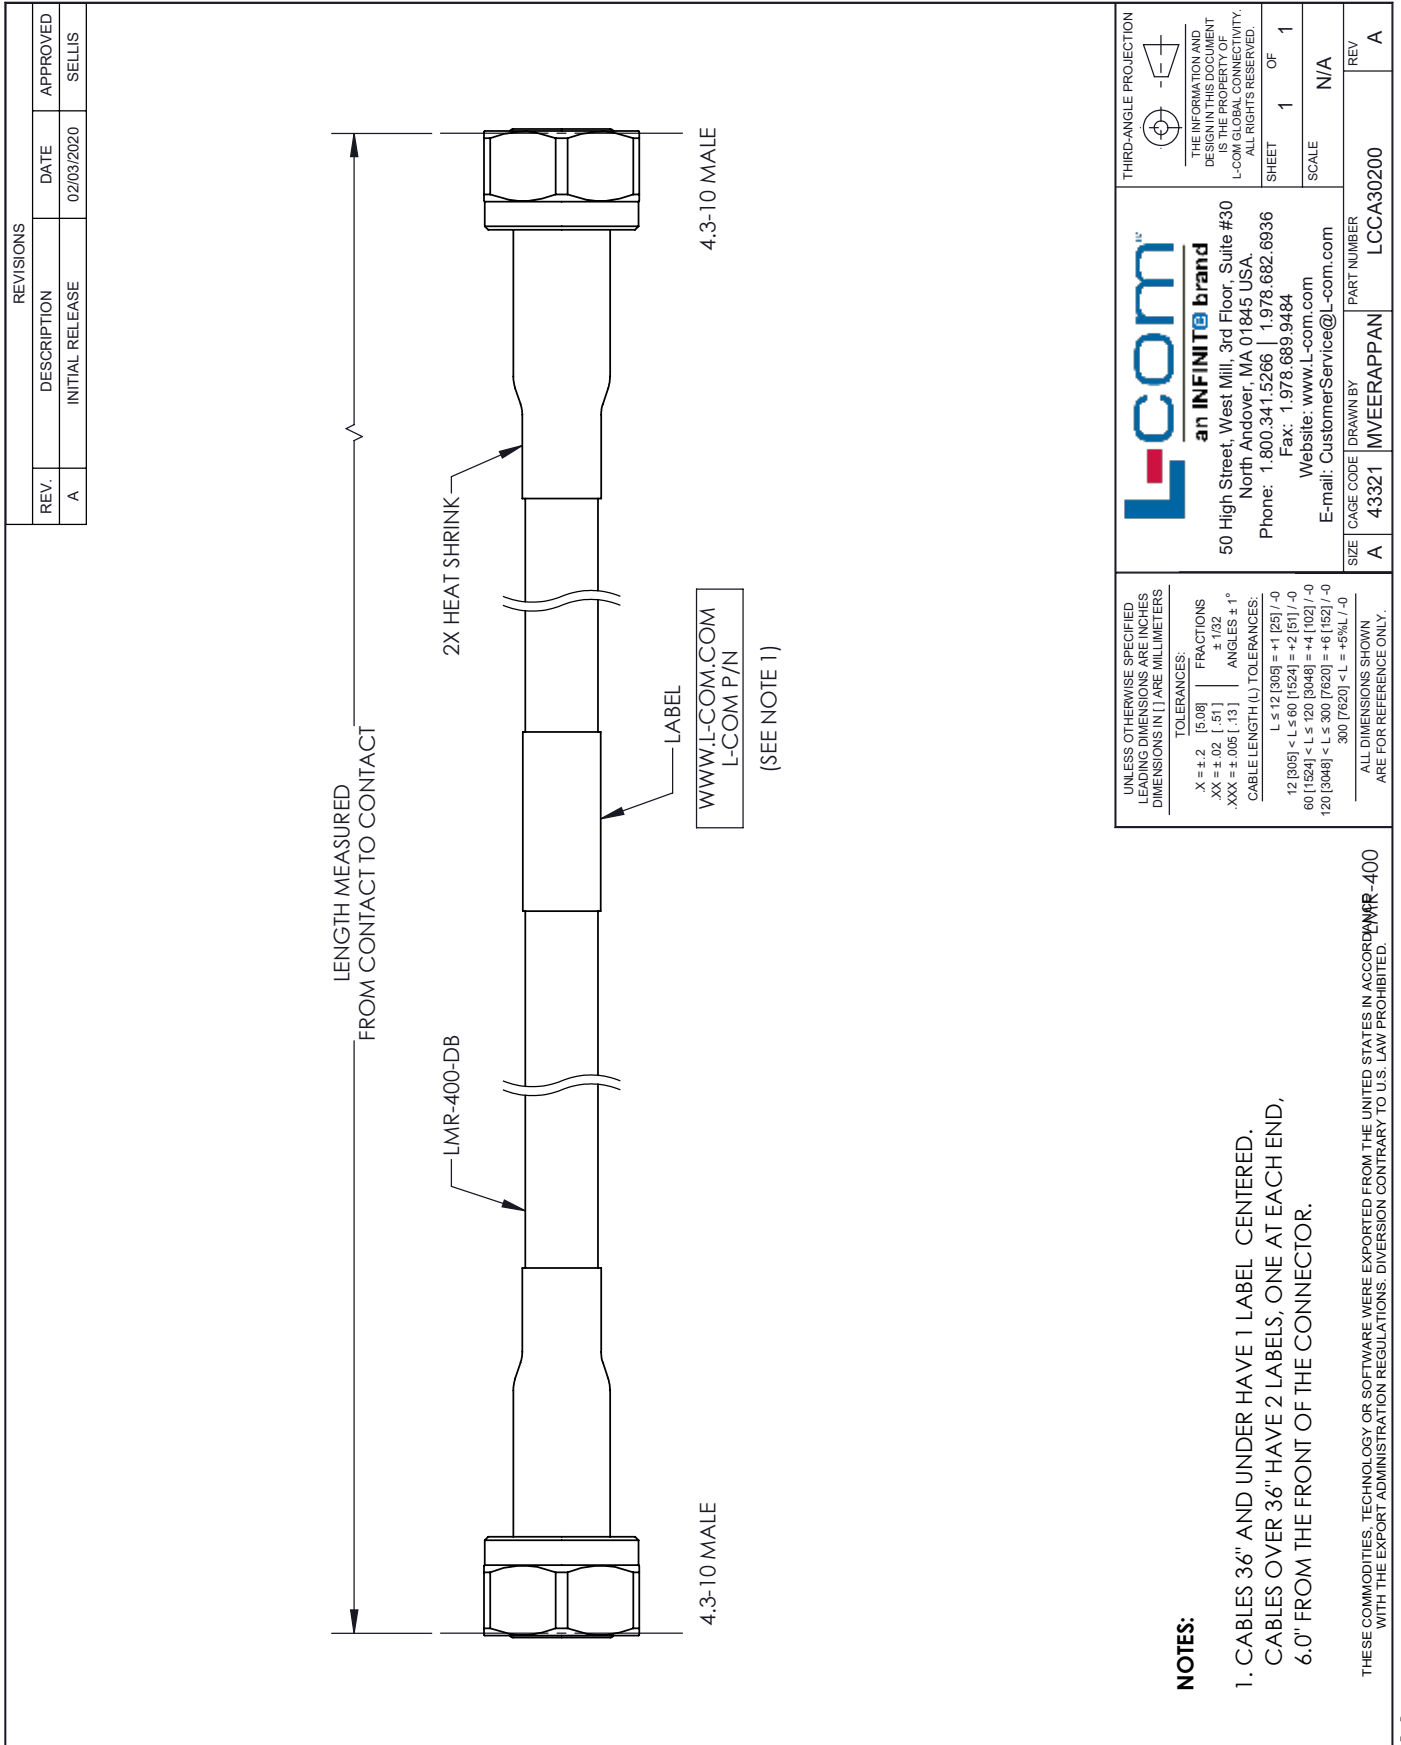 REVISIONS
REV. DESCRIPTION DATE APPROVED
A INITIAL RELEASE 02/03/2020 SELLIS
LENGTH MEASURED
FROM CONTACT TO CONTACT
LMR-400-DB
2X HEAT SHRINK
4.3-10 MALE
LABEL
4.3-10 MALE
WWW.L-COM.COM
L-COM P/N
(SEE NOTE 1)
NOTES:
1. CABLES 36" AND UNDER HAVE 1 LABEL CENTERED.
CABLES OVER 36" HAVE 2 LABELS, ONE AT EACH END,
6.0" FROM THE FRONT OF THE CONNECTOR.
THESE COMMODITIES, TECHNOLOGY OR SOFTWARE WERE EXPORTED FROM THE UNITED STATES IN ACCORDANCE
WITH THE EXPORT ADMINISTRATION REGULATIONS. DIVERSION CONTRARY TO U.S. LAW PROHIBITED.
LMR-400
UNLESS OTHERWISE SPECIFIED
LEADING DIMENSIONS ARE INCHES
DIMENSIONS IN [ ] ARE MILLIMETERS
TOLERANCES:
.X = ± .2 [5.08] FRACTIONS
.XX = ± .02 [ .51 ] ± 1/32
.XXX = ± .005 [ .13 ] ANGLES ± 1°
CABLE LENGTH (L) TOLERANCES:
L ≤ 12 [305] = +1 [25] / -0
12 [305] < L ≤ 60 [1524] = +2 [51] / -0
60 [1524] < L ≤ 120 [3048] = +4 [102] / -0
120 [3048] < L ≤ 300 [7620] = +6 [152] / -0
300 [7620] < L = +5%L / -0
ALL DIMENSIONS SHOWN
ARE FOR REFERENCE ONLY.
L-com
an INFINIT@ brand
50 High Street, West Mill, 3rd Floor, Suite #30
North Andover, MA 01845 USA.
Phone: 1.800.341.5266 | 1.978.682.6936
Fax: 1.978.689.9484
Website: www.L-com.com
E-mail: CustomerService@L-com.com
THIRD-ANGLE PROJECTION
THE INFORMATION AND
DESIGN IN THIS DOCUMENT
IS THE PROPERTY OF
L-COM GLOBAL CONNECTIVITY.
ALL RIGHTS RESERVED.
SHEET 1 OF 1
SCALE N/A
SIZE A
CAGE CODE 43321
DRAWN BY MVEERAPPAN
PART NUMBER LCCA30200
REV A